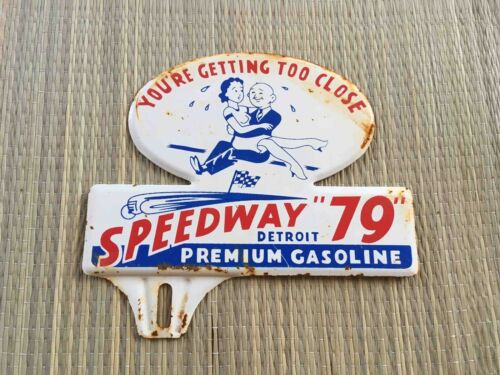 YOU'RE GETTING TOO CLOSE
SPEEDWAY "79"
DETROIT
PREMIUM GASOLINE